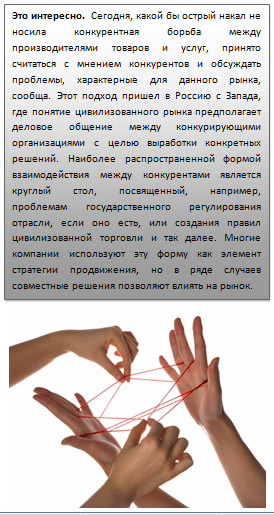 Это интересно. Сегодня, какой бы острый накал не
носила конкурентная борьба между
производителями товаров и услуг, принято
считаться с мнением конкурентов и обсуждать
проблемы, характерные для данного рынка,
сообща. Этот подход пришел в Россию с Запада,
где понятие цивилизованного рынка предполагает
деловое общение между конкурирующими
организациями с целью выработки конкретных
решений. Наиболее распространенной формой
взаимодействия между конкурентами является
круглый стол, посвященный, например,
проблемам государственного регулирования
отрасли, если оно есть, или создания правил
цивилизованной торговли и так далее. Многие
компании используют эту форму как элемент
стратегии продвижения, но в ряде случаев
совместные решения позволяют влиять на рынок.